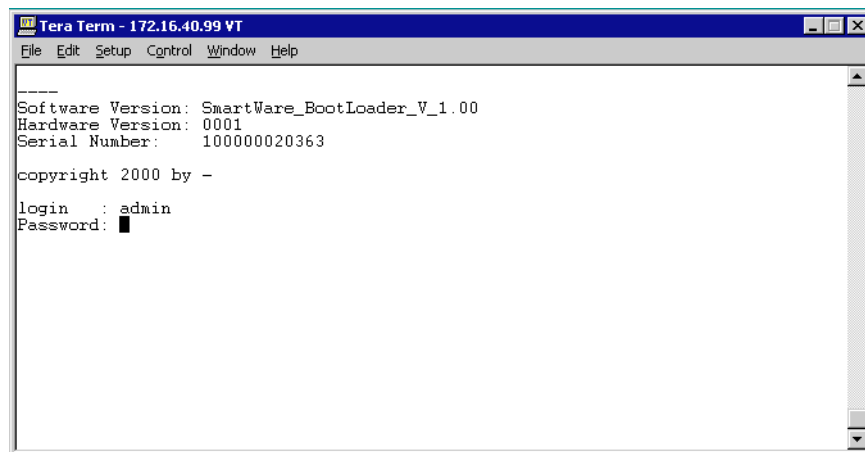 Tera Term - 172.16.40.99 VT
File Edit Setup Control Window Help
____
Software Version: SmartWare_BootLoader_V_1.00
Hardware Version: 0001
Serial Number: 100000020363
copyright 2000 by -
login : admin
Password: